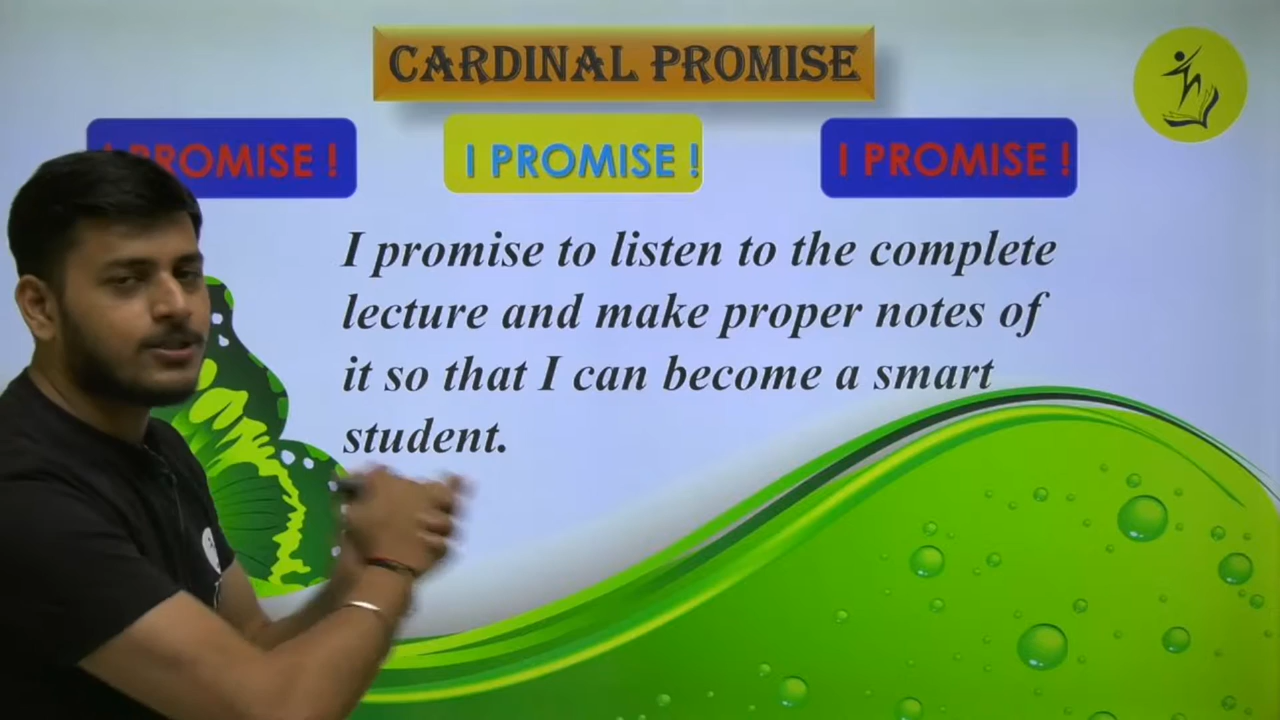 CARDINAL PROMISE
I PROMISE !
I PROMISE !
I PROMISE !
I promise to listen to the complete
lecture and make proper notes of
it so that I can become a smart
student.